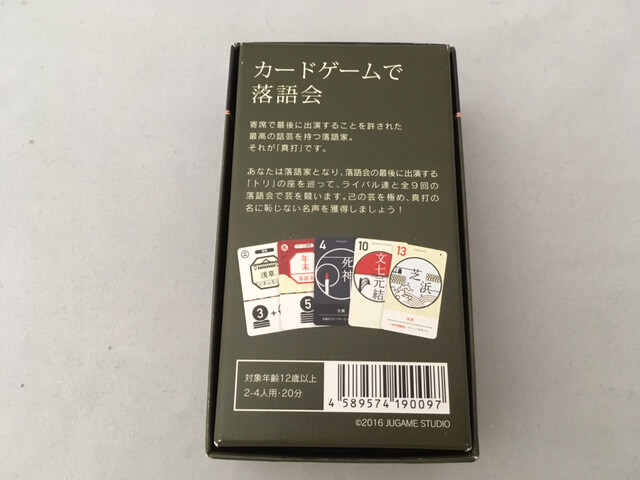 カードゲームで
落語会
寄席で最後に出演することを許された
最高の話芸を持つ落語家。
それが「真打」です。
あなたは落語家となり、落語会の最後に出演する
「トリ」の座を巡って、ライバル達と全9回の
落語会で芸を競います。己の芸を極め、真打の
名に恥じない名声を獲得しましょう!
浅草
3 +
年末
5
4
死神
10
文七元結
13
芝浜
対象年齢12歳以上
2-4人用・20分
4 589574 190097
©2016 JUGAME STUDIO